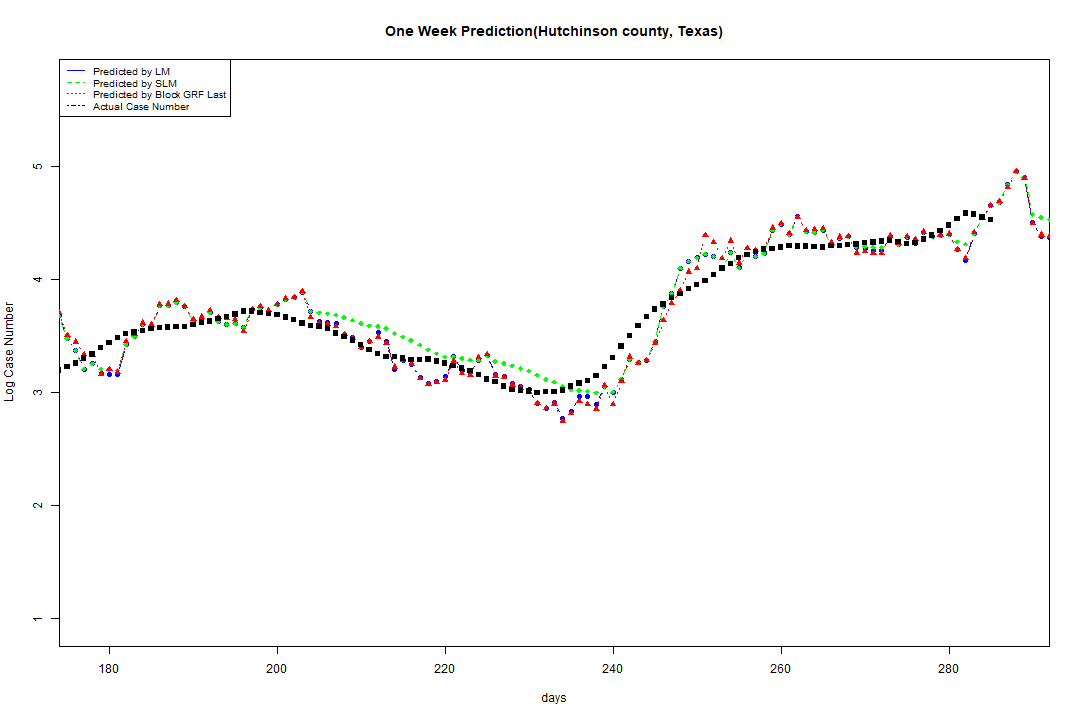 One Week Prediction(Hutchinson county, Texas)
Predicted by LM
Predicted by SLM
Predicted by Block GRF Last
Actual Case Number
5
4
3
2
1
Log Case Number
180 200 220 240 260 280
days